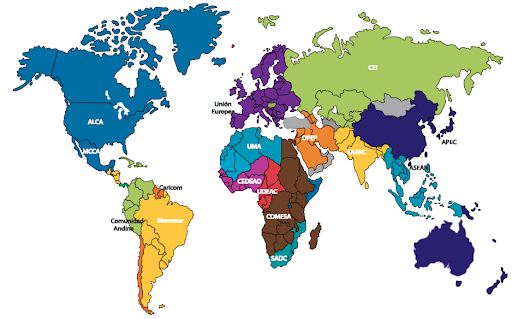 CEI
Unión
Europea
ALCA
MCCA
UMA
OPEP
SAARC
APEC
ASEAN
CEDEAO
UDEAC
Caricom
Comunidad
Andina
Mercosur
COMESA
SADC